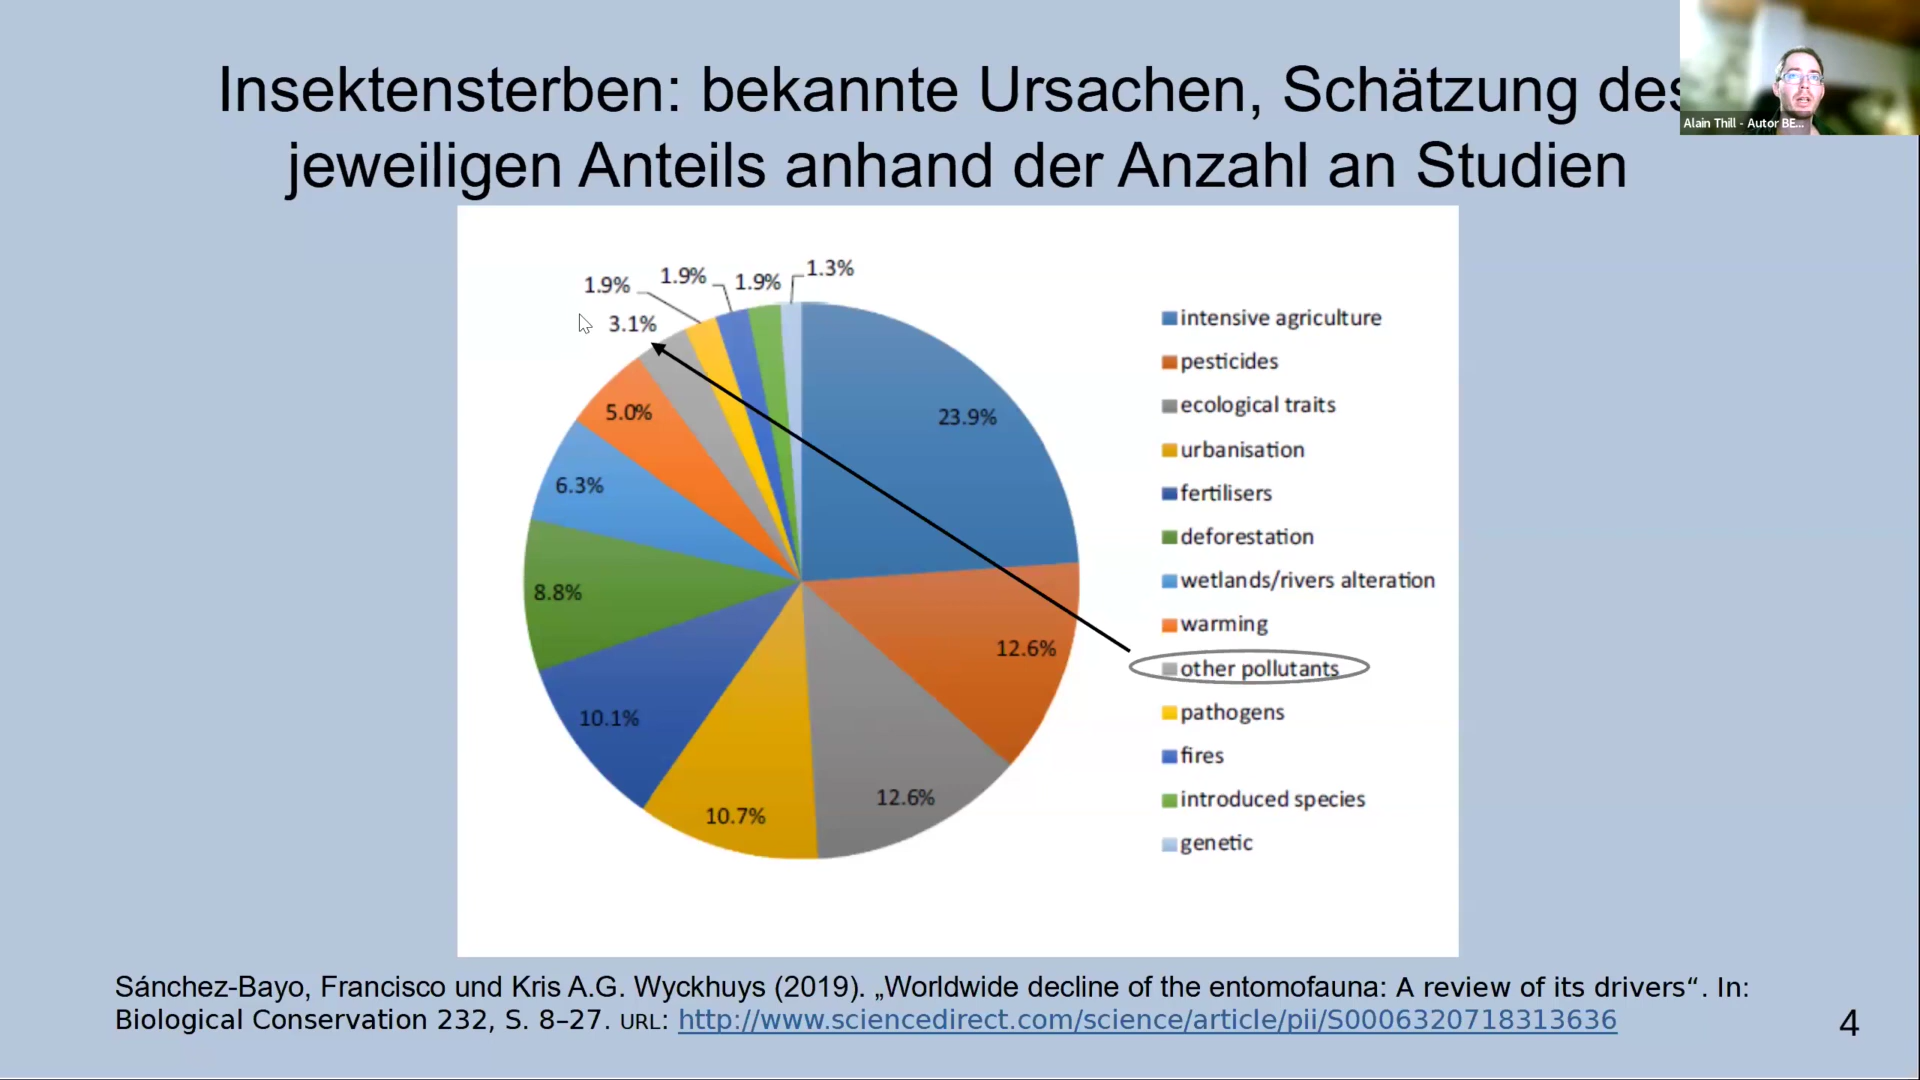 Insektensterben: bekannte Ursachen, Schätzung des
jeweiligen Anteils anhand der Anzahl an Studien
Alain Thill - Autor BE...
1.9%
1.9%
1.9%
1.3%
3.1%
5.0%
6.3%
8.8%
10.1%
10.7%
12.6%
12.6%
23.9%
intensive agriculture
pesticides
ecological traits
urbanisation
fertilisers
deforestation
wetlands/rivers alteration
warming
other pollutants
pathogens
fires
introduced species
genetic
Sánchez-Bayo, Francisco und Kris A.G. Wyckhuys (2019). „Worldwide decline of the entomofauna: A review of its drivers“. In:
Biological Conservation 232, S. 8–27. URL: http://www.sciencedirect.com/science/article/pii/S0006320718313636
4